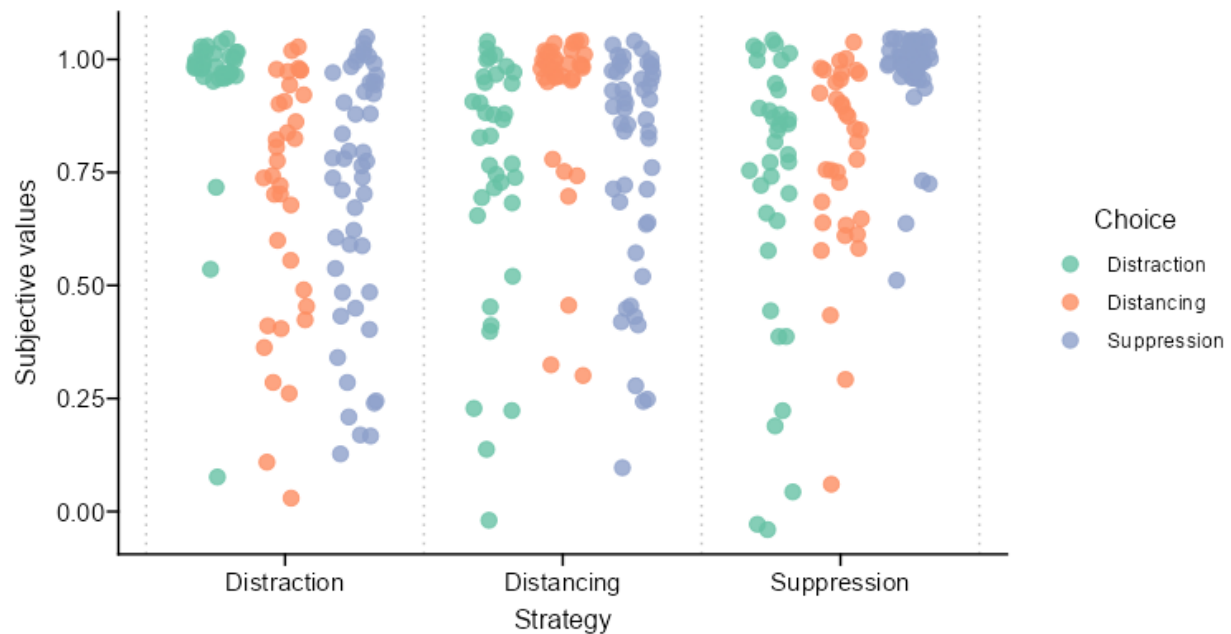 1.00
0.75
0.50
0.25
0.00
Subjective values
Distraction
Distancing
Suppression
Strategy
Choice
Distraction
Distancing
Suppression